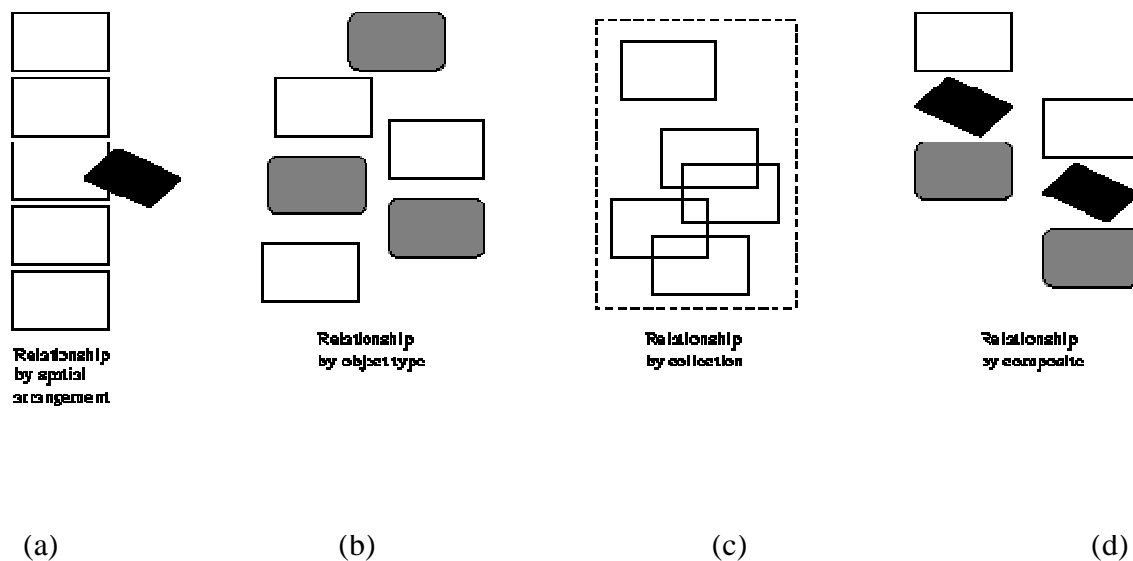 Relationship
by spatial
arrangement
Relationship
by object type
Relationship
by collection
Relationship
by composite
(a)
(b)
(c)
(d)